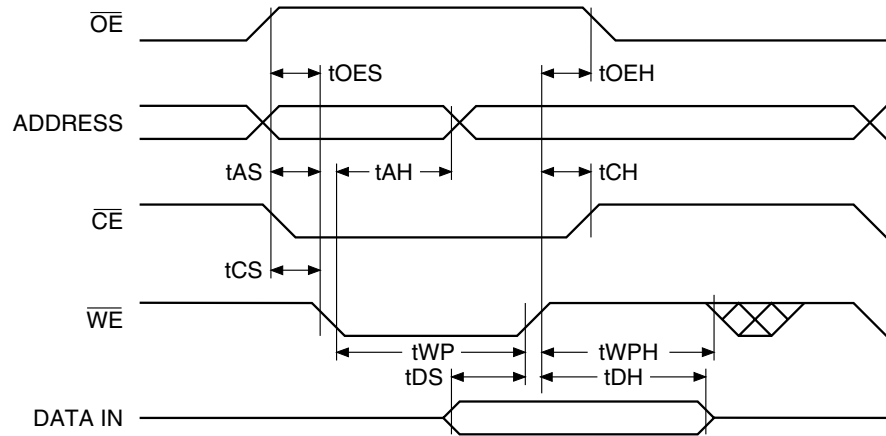 OE
tOES tOEH
ADDRESS
tAS tAH tCH
CE
tCS
WE
tWP tWPH
tDS tDH
DATA IN